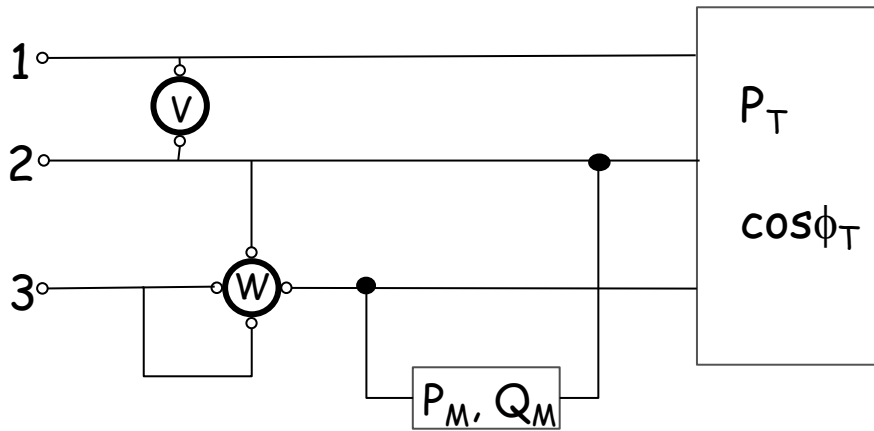 1
V
P_T
2
cosϕ_T
3
W
P_M, Q_M